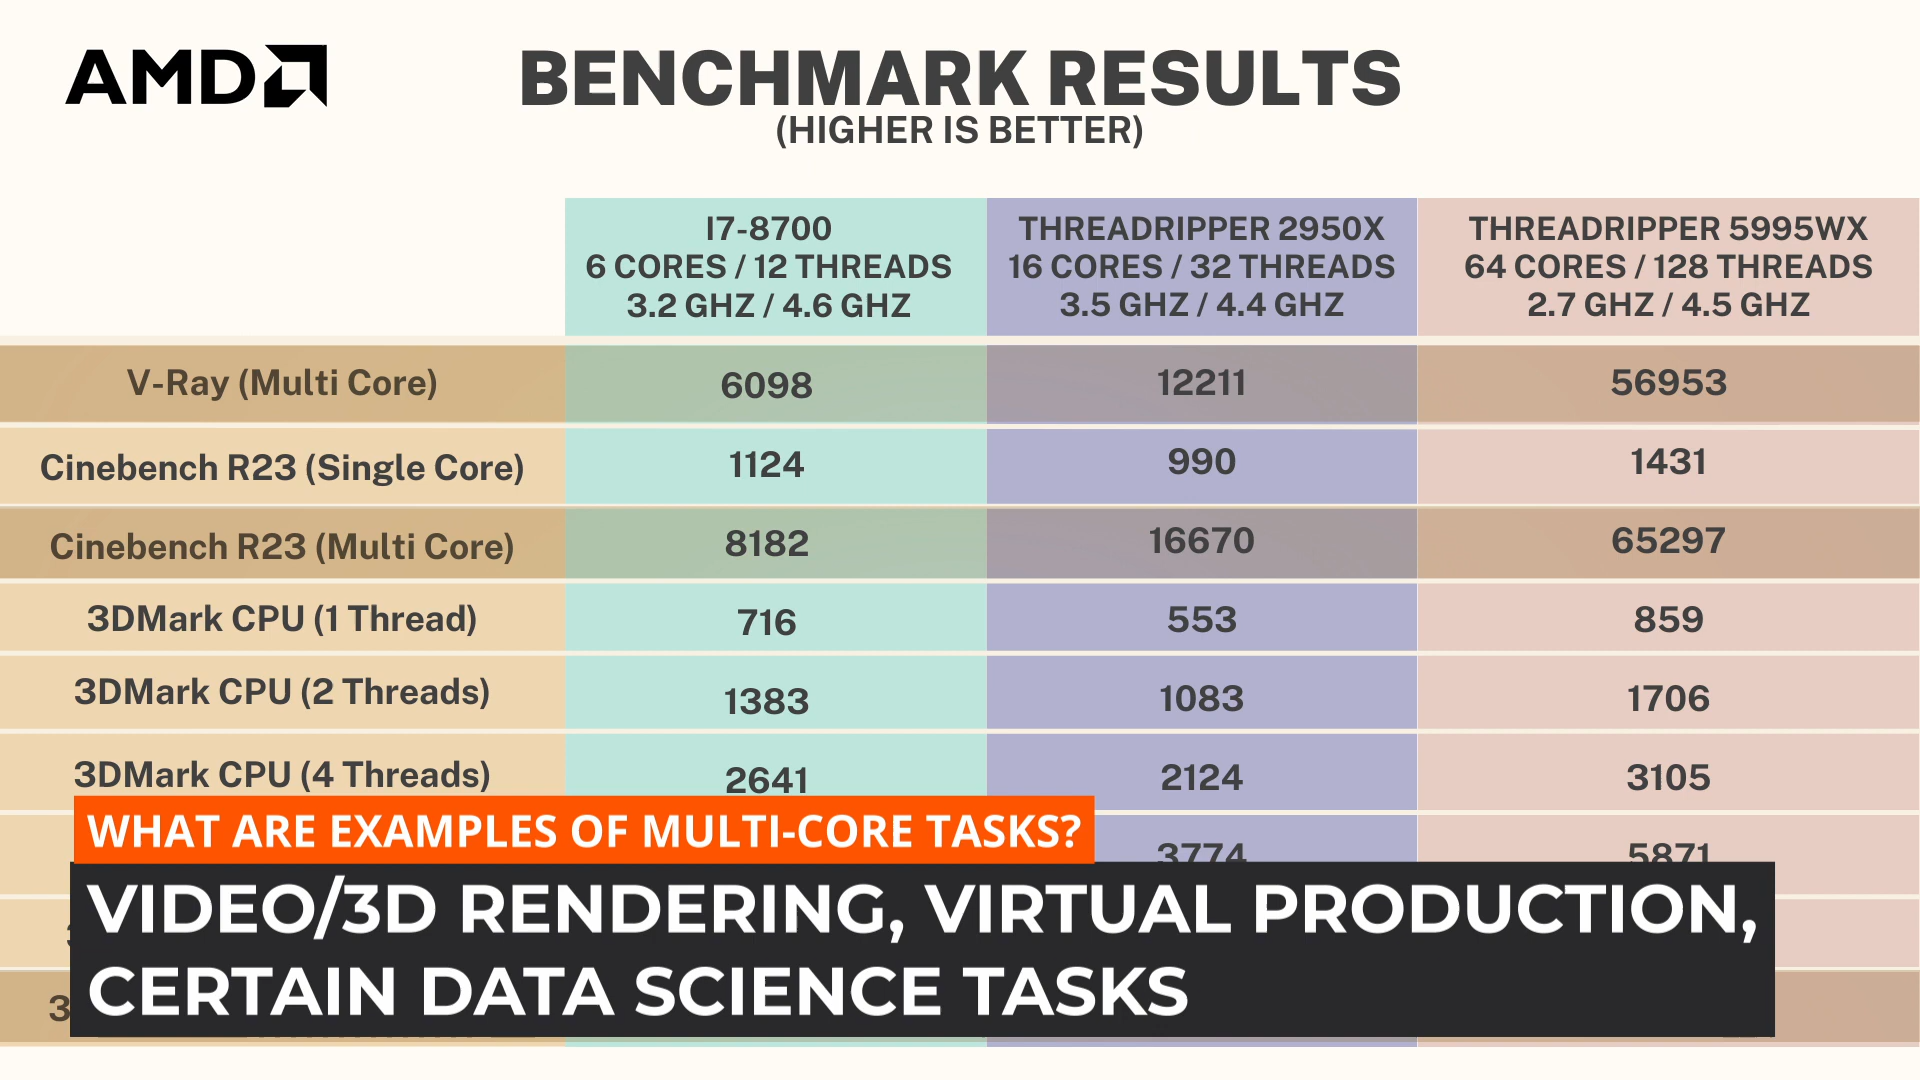 AMD
BENCHMARK RESULTS
(HIGHER IS BETTER)
I7-8700
6 CORES / 12 THREADS
3.2 GHZ / 4.6 GHZ
THREADRIPPER 2950X
16 CORES / 32 THREADS
3.5 GHZ / 4.4 GHZ
THREADRIPPER 5995WX
64 CORES / 128 THREADS
2.7 GHZ / 4.5 GHZ
V-Ray (Multi Core) 6098 12211 56953
Cinebench R23 (Single Core) 1124 990 1431
Cinebench R23 (Multi Core) 8182 16670 65297
3DMark CPU (1 Thread) 716 553 859
3DMark CPU (2 Threads) 1383 1083 1706
3DMark CPU (4 Threads) 2641 2124 3105
3774 5871
WHAT ARE EXAMPLES OF MULTI-CORE TASKS?
VIDEO/3D RENDERING, VIRTUAL PRODUCTION,
CERTAIN DATA SCIENCE TASKS